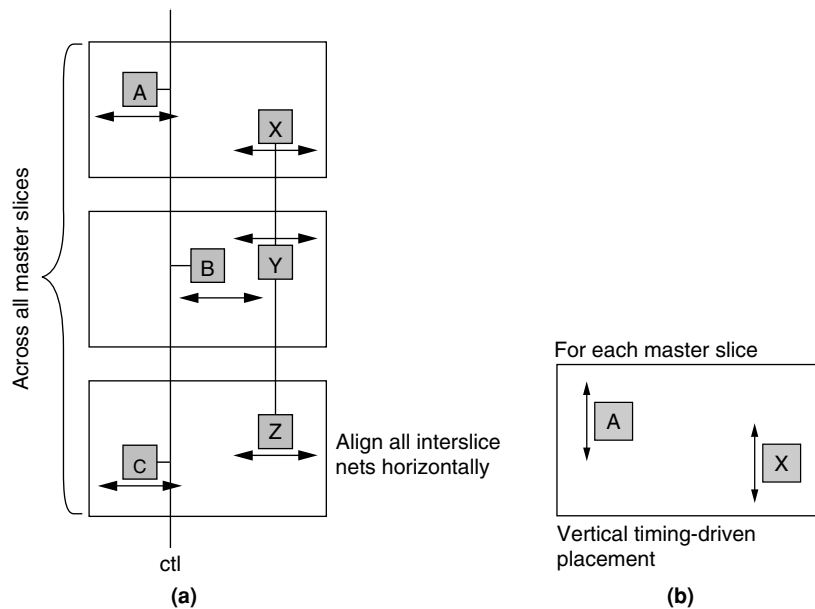 Across all master slices
A
X
B
Y
C
Z
Align all interslice
nets horizontally
ctl
(a)
For each master slice
A
X
Vertical timing-driven
placement
(b)